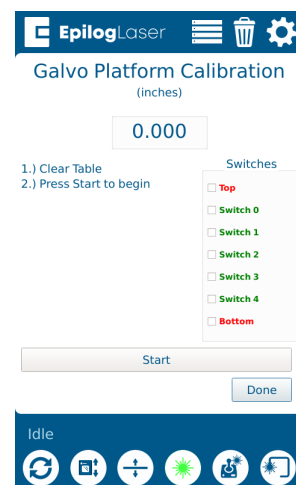 EpilogLaser
Galvo Platform Calibration
(inches)
0.000
1.) Clear Table
2.) Press Start to begin
Switches
Top
Switch 0
Switch 1
Switch 2
Switch 3
Switch 4
Bottom
Start
Done
Idle